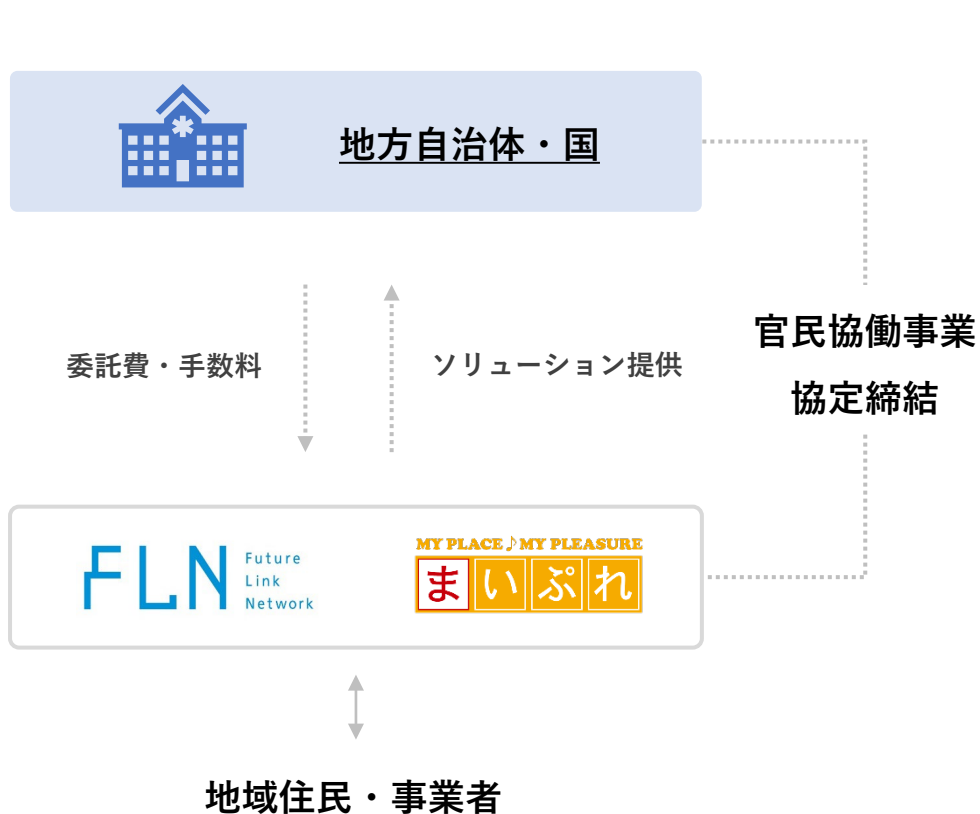 地方自治体・国
委託費・手数料
ソリューション提供
官民協働事業
協定締結
FLN
Future
Link
Network
MY PLACE♪MY PLEASURE
まいぷれ
地域住民・事業者